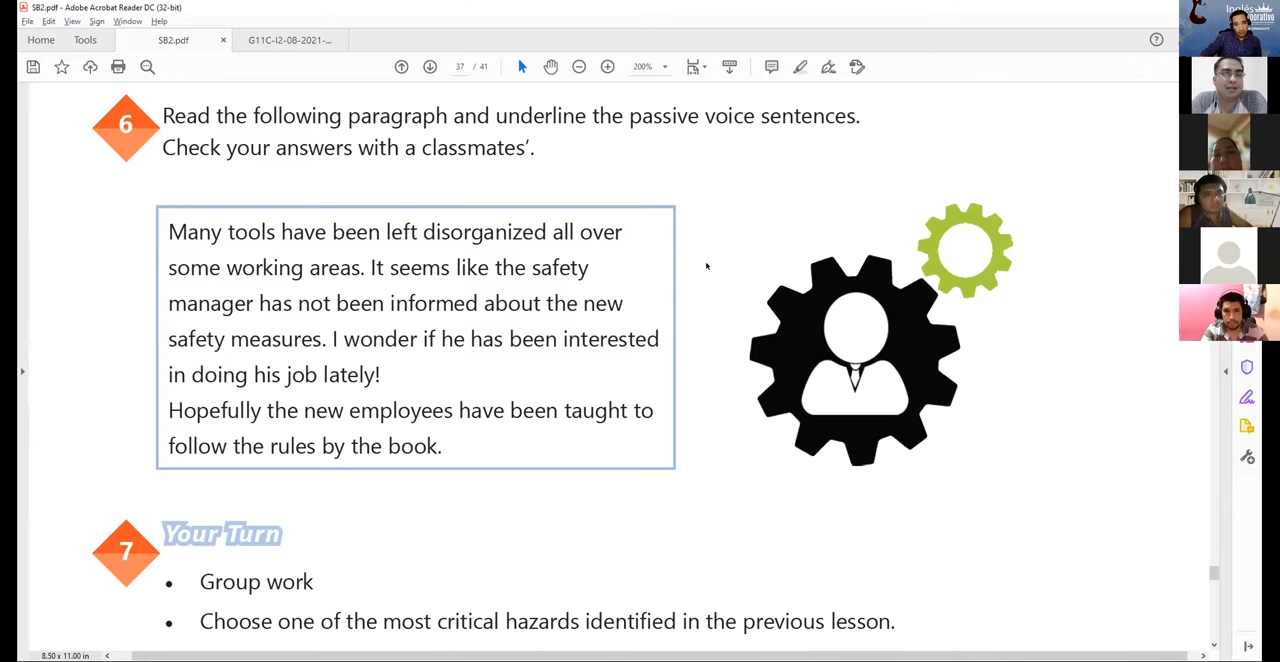 SB2.pdf - Adobe Acrobat Reader DC (32-bit)
File Edit View Sign Window Help
Home Tools SB2.pdf × G11C-I2-08-2021-...
37 / 41 200%
6
Read the following paragraph and underline the passive voice sentences.
Check your answers with a classmates‘.
Many tools have been left disorganized all over
some working areas. It seems like the safety
manager has not been informed about the new
safety measures. I wonder if he has been interested
in doing his job lately!
Hopefully the new employees have been taught to
follow the rules by the book.
7
Your Turn
• Group work
• Choose one of the most critical hazards identified in the previous lesson.
8.50 x 11.00 in
Inglés